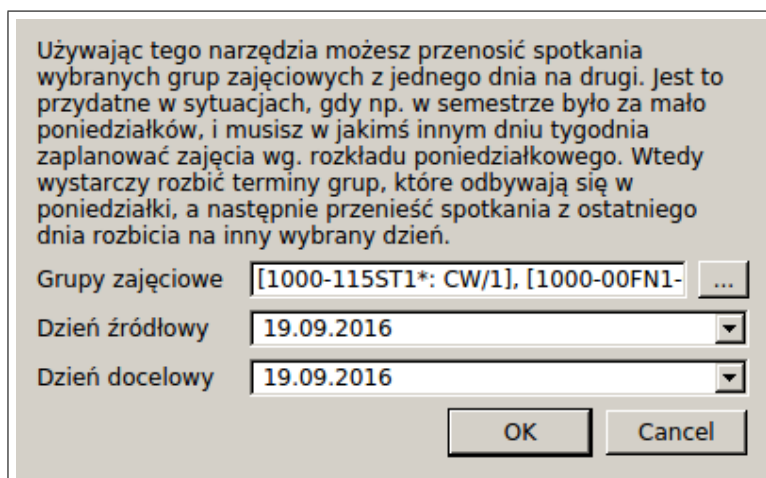 Używając tego narzędzia możesz przenosić spotkania
wybranych grup zajęciowych z jednego dnia na drugi. Jest to
przydatne w sytuacjach, gdy np. w semestrze było za mało
poniedziałków, i musisz w jakimś innym dniu tygodnia
zaplanować zajęcia wg. rozkładu poniedziałkowego. Wtedy
wystarczy rozbić terminy grup, które odbywają się w
poniedziałki, a następnie przenieść spotkania z ostatniego
dnia rozbicia na inny wybrany dzień.
Grupy zajęciowe [1000-115ST1*: CW/1], [1000-00FN1- ...
Dzień źródłowy 19.09.2016
Dzień docelowy 19.09.2016
OK Cancel